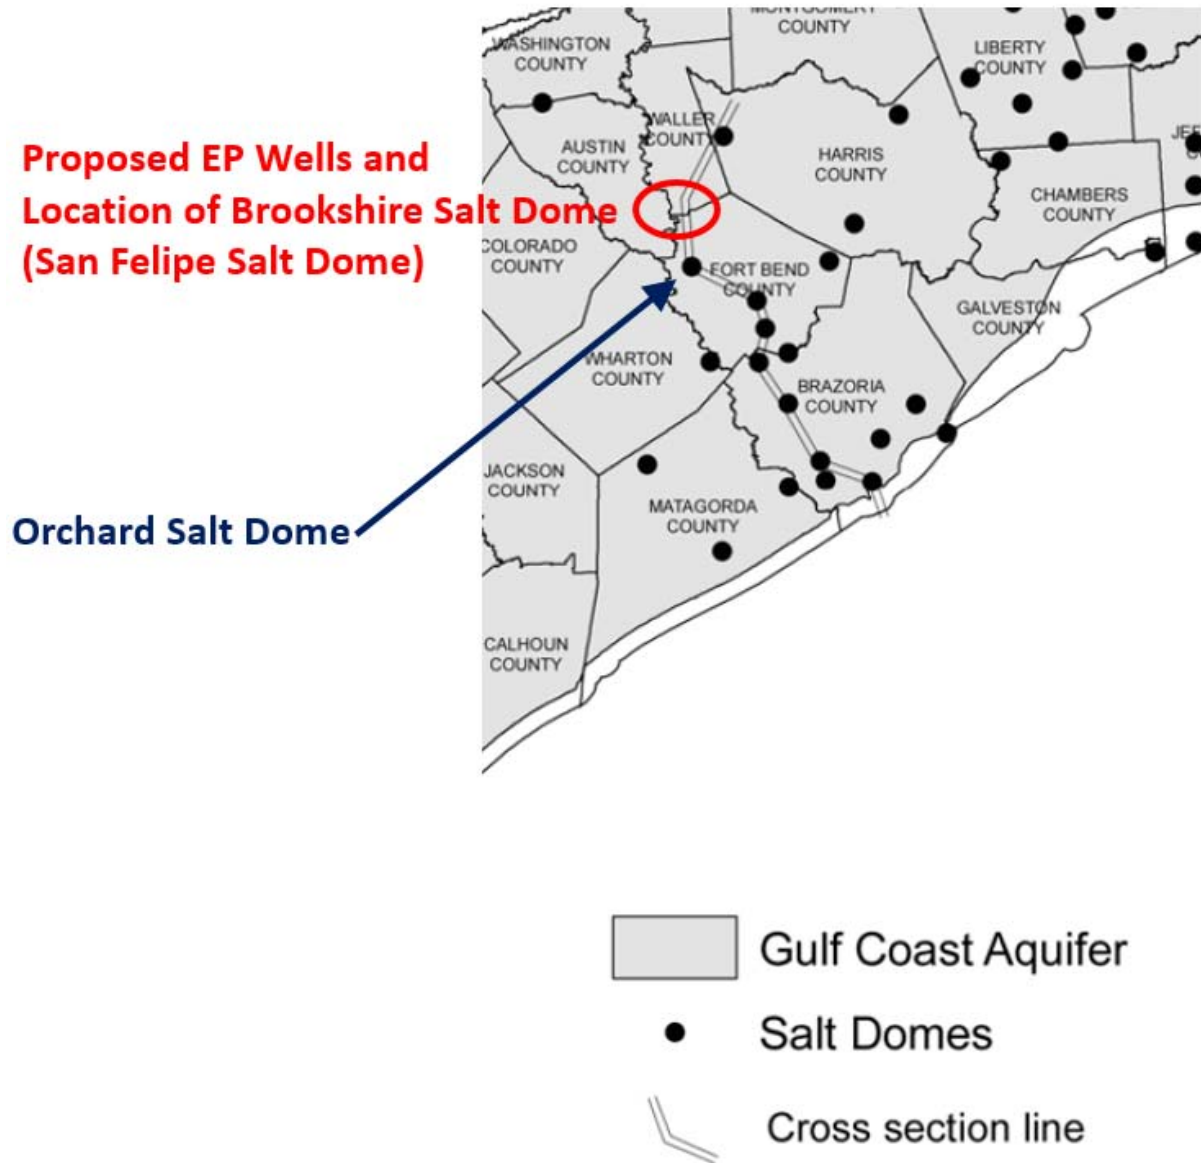 MONTGOMERY
COUNTY
WASHINGTON
COUNTY
LIBERTY
COUNTY
WALLER
COUNTY
AUSTIN
COUNTY
HARRIS
COUNTY
CHAMBERS
COUNTY
Proposed EP Wells and
Location of Brookshire Salt Dome
(San Felipe Salt Dome)
COLORADO
COUNTY
FORT BEND
COUNTY
GALVESTON
COUNTY
WHARTON
COUNTY
BRAZORIA
COUNTY
JACKSON
COUNTY
MATAGORDA
COUNTY
Orchard Salt Dome
CALHOUN
COUNTY
Gulf Coast Aquifer
Salt Domes
Cross section line